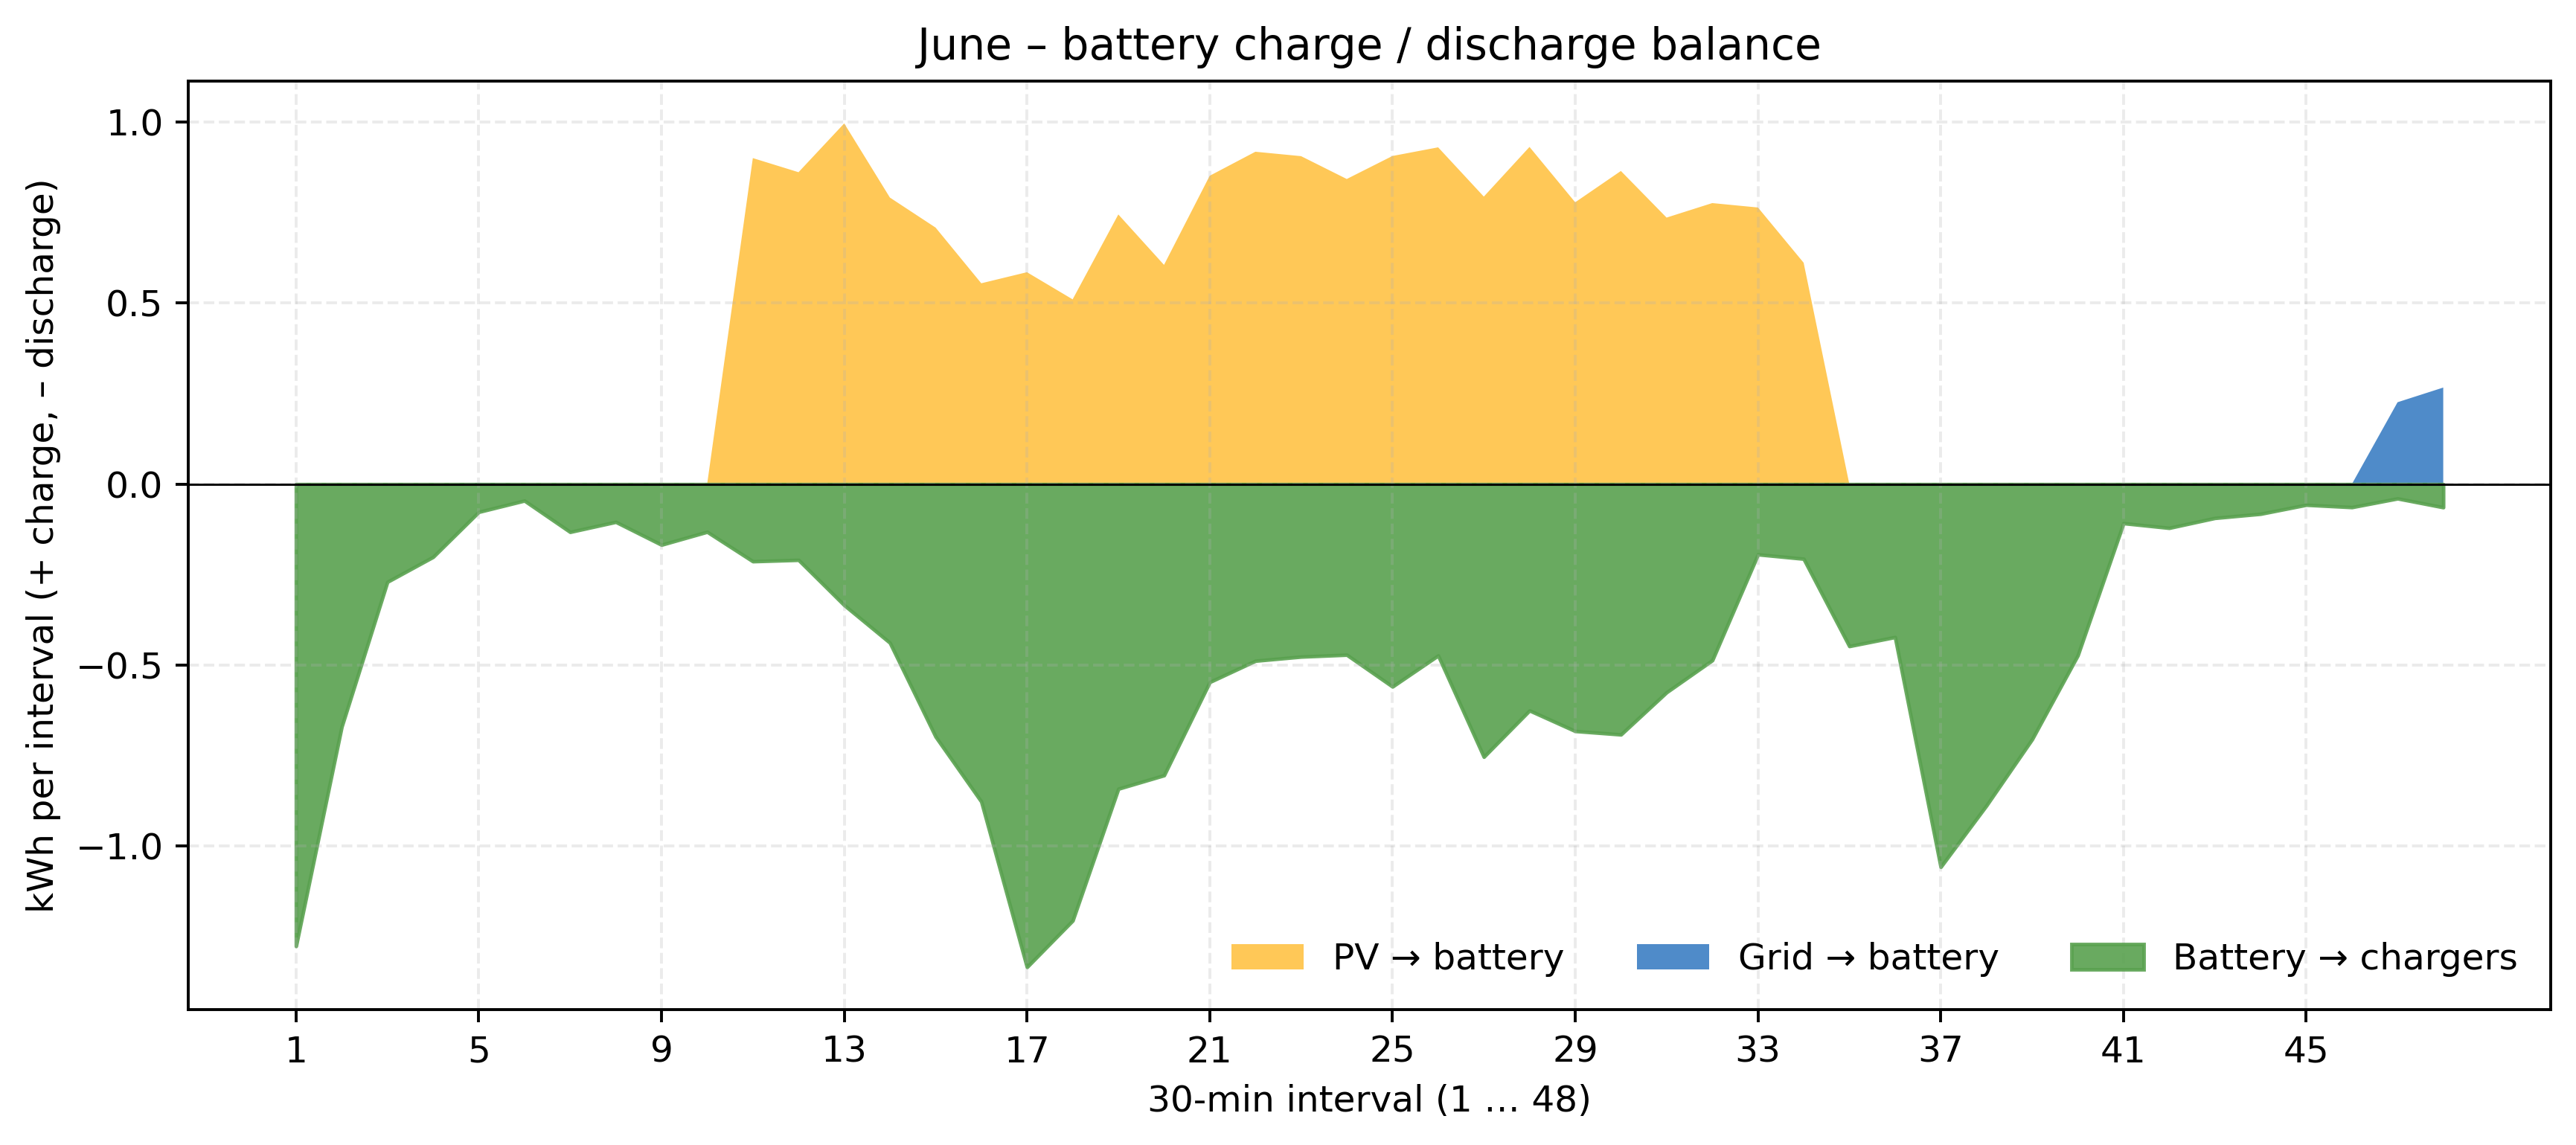 June – battery charge / discharge balance
kWh per interval (+ charge, – discharge)
1.0
0.5
0.0
−0.5
−1.0
PV → battery
Grid → battery
Battery → chargers
1 5 9 13 17 21 25 29 33 37 41 45
30-min interval (1 … 48)